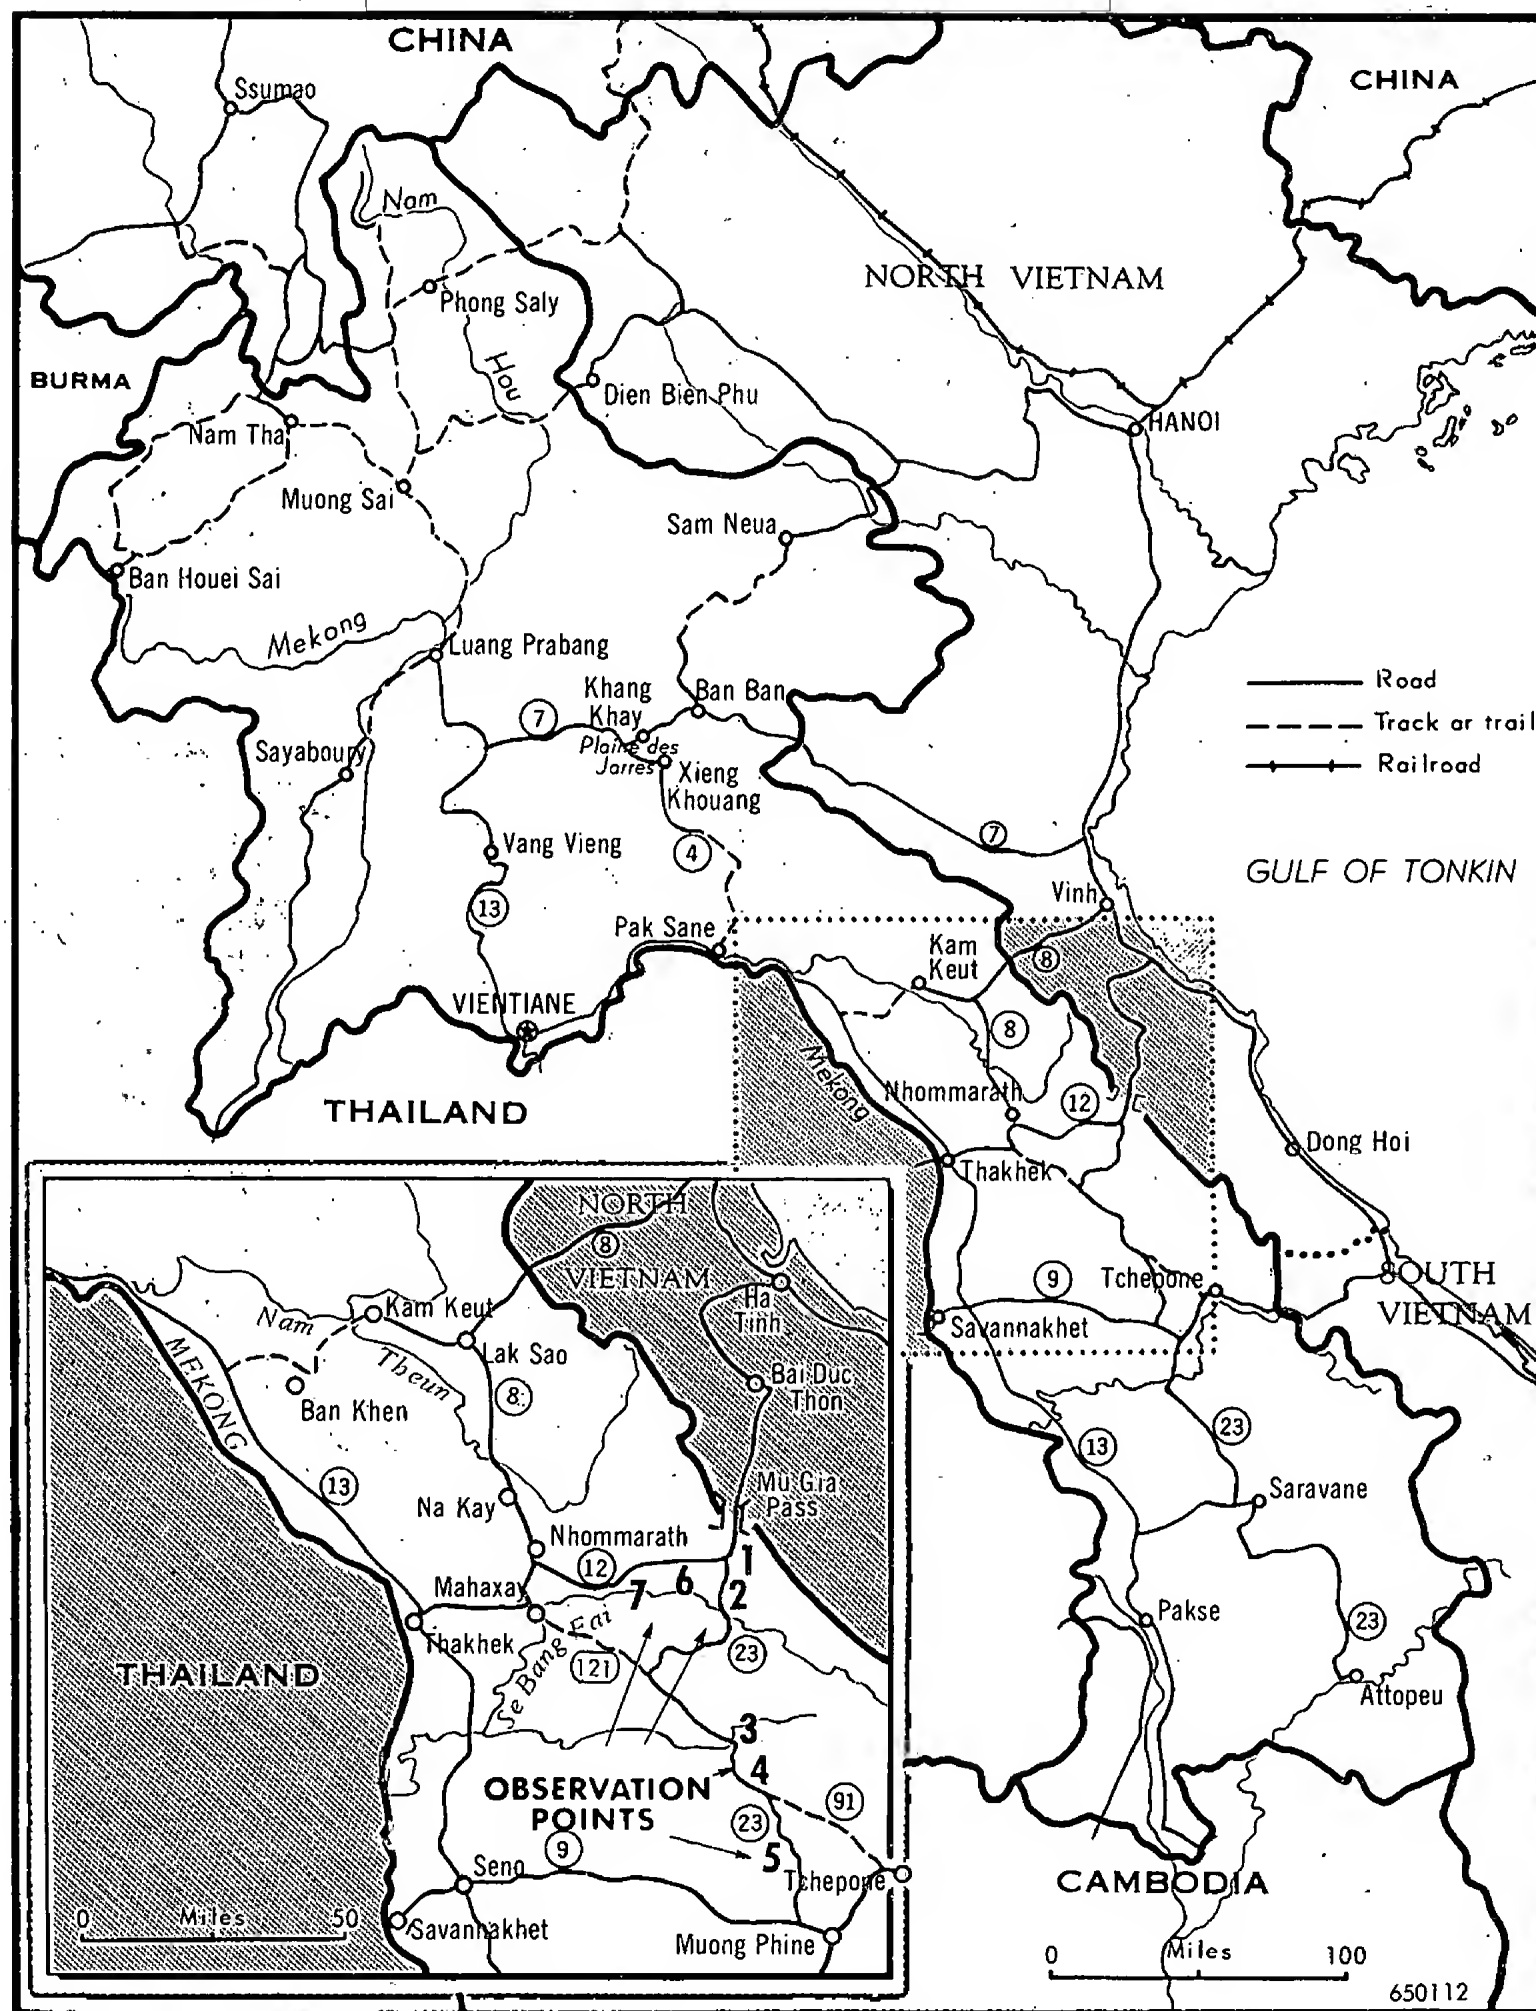 CHINA
CHINA
Ssumao
Nam
NORTH VIETNAM
Phong Saly
Hou
BURMA
Dien Bien Phu
HANOI
Nam Tha
Muong Sai
Sam Neua
Ban Houei Sai
Mekong
Luang Prabang
Khang
Khay
Ban Ban
Road
7
Track or trail
Plaine des
Jarres
Sayaboury
Xieng
Khouang
Railroad
Vang Vieng
4
7
GULF OF TONKIN
13
Vinh
Pak Sane
Kam
Keut
8
VIENTIANE
8
Mekong
Nhommarath
12
THAILAND
Dong Hoi
Thakhek
9
Tchepone
SOUTH
VIETNAM
Savannakhet
13
23
Saravane
Pakse
23
Attopeu
CAMBODIA
0 Miles 100
650112
NORTH
8
VIETNAM
Ha
Tinh
Nam
Kam Keut
Lak Sao
MEKONG
Theun
Bai Duc
Thon
Ban Khen
8
13
Mu Gia
Pass
Na Kay
Nhommarath
12
1
Mahaxay
7
6
2
Thakhek
Se Bang Fai
121
23
THAILAND
3
OBSERVATION
POINTS
4
91
23
9
5
Seno
Tchepone
0 Miles 50
Savannakhet
Muong Phine